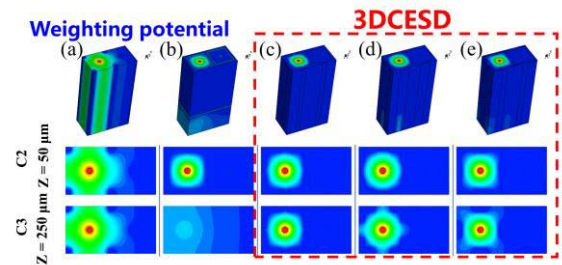 Weighting potential
3DCESD
(a)
(b)
(c)
(d)
(e)
C2
Z = 50 μm
C3
Z = 250 μm